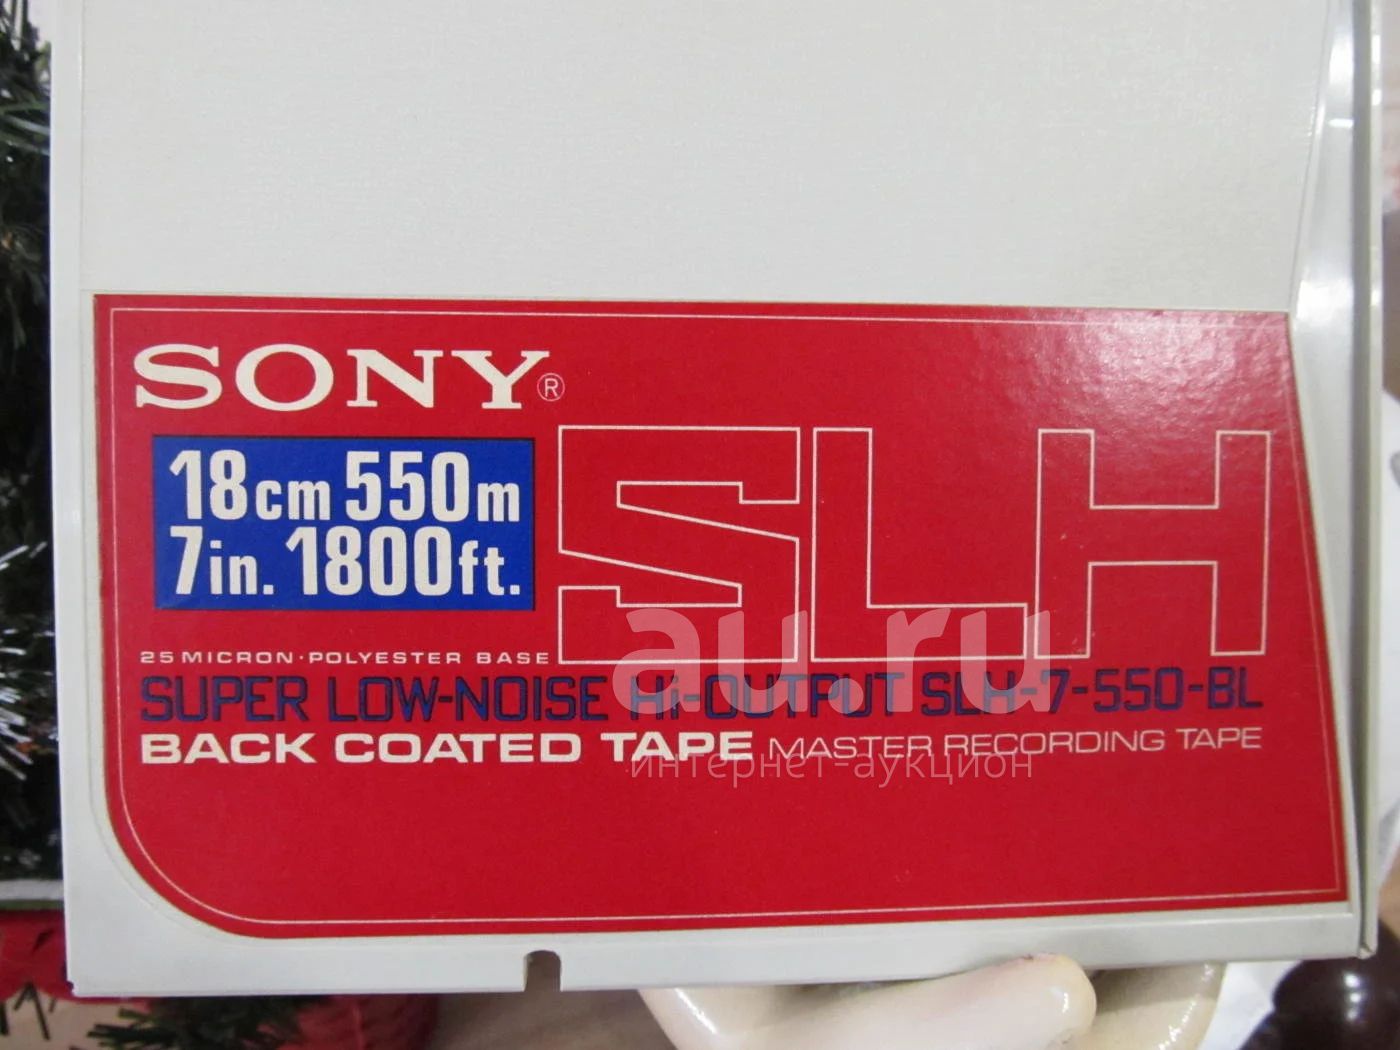 SONY®
SLH
18cm 550m
7in. 1800ft.
25 MICRON·POLYESTER BASE
SUPER LOW-NOISE Hi-OUTPUT SLH-7-550-BL
BACK COATED TAPE MASTER RECORDING TAPE
au.ru
интернет-аукцион